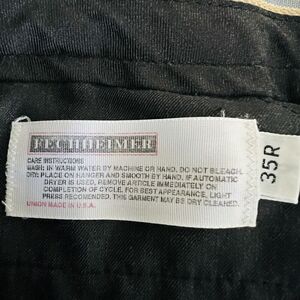 FECHHEIMER
CARE INSTRUCTIONS
WASH: IN WARM WATER BY MACHINE OR HAND. DO NOT BLEACH.
DRY: PLACE ON HANGER AND SMOOTH BY HAND. IF AUTOMATIC
DRYER IS USED, REMOVE ARTICLE IMMEDIATELY ON
COMPLETION OF CYCLE. FOR BEST APPEARANCE, LIGHT
PRESS RECOMMENDED. THIS GARMENT MAY BE DRY CLEANED.
UNION MADE IN U.S.A.
35R